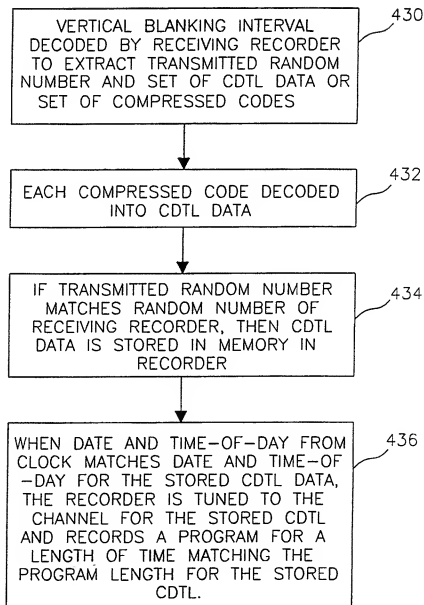 VERTICAL BLANKING INTERVAL
DECODED BY RECEIVING RECORDER
TO EXTRACT TRANSMITTED RANDOM
NUMBER AND SET OF CDTL DATA OR
SET OF COMPRESSED CODES
430
EACH COMPRESSED CODE DECODED
INTO CDTL DATA
432
IF TRANSMITTED RANDOM NUMBER
MATCHES RANDOM NUMBER OF
RECEIVING RECORDER, THEN CDTL
DATA IS STORED IN MEMORY IN
RECORDER
434
WHEN DATE AND TIME-OF-DAY FROM
CLOCK MATCHES DATE AND TIME-OF
-DAY FOR THE STORED CDTL DATA,
THE RECORDER IS TUNED TO THE
CHANNEL FOR THE STORED CDTL
AND RECORDS A PROGRAM FOR A
LENGTH OF TIME MATCHING THE
PROGRAM LENGTH FOR THE STORED
CDTL.
436